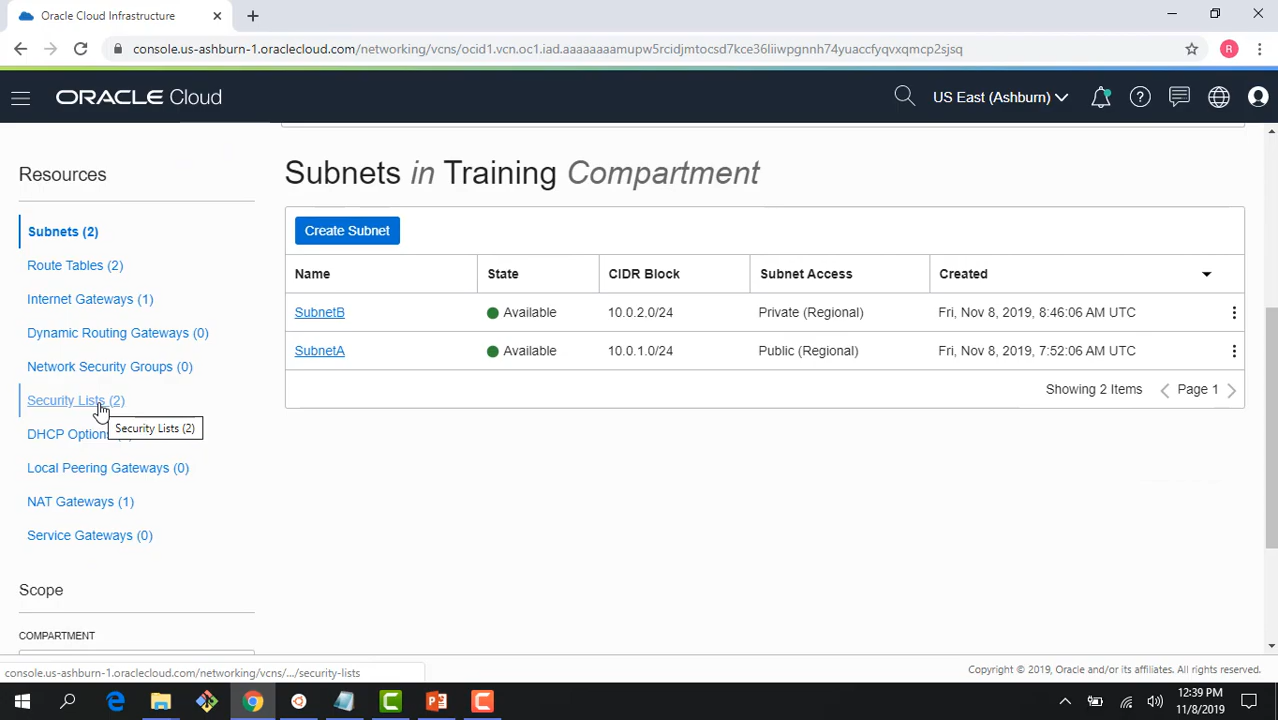 Oracle Cloud Infrastructure
console.us-ashburn-1.oraclecloud.com/networking/vcns/ocid1.vcn.oc1.iad.aaaaaaaamupw5rcidjmtocsd7kce36liiwpgnnh74yuaccfyqvxqmcp2sjsq
R
ORACLE Cloud
US East (Ashburn)
Resources
Subnets (2)
Route Tables (2)
Internet Gateways (1)
Dynamic Routing Gateways (0)
Network Security Groups (0)
Security Lists (2)
Security Lists (2)
DHCP Option
Local Peering Gateways (0)
NAT Gateways (1)
Service Gateways (0)
Scope
COMPARTMENT
Subnets in Training Compartment
Create Subnet
Name State CIDR Block Subnet Access Created
SubnetB Available 10.0.2.0/24 Private (Regional) Fri, Nov 8, 2019, 8:46:06 AM UTC
SubnetA Available 10.0.1.0/24 Public (Regional) Fri, Nov 8, 2019, 7:52:06 AM UTC
Showing 2 Items Page 1
console.us-ashburn-1.oraclecloud.com/networking/vcns/.../security-lists
Copyright © 2019, Oracle and/or its affiliates. All rights reserved.
12:39 PM
11/8/2019